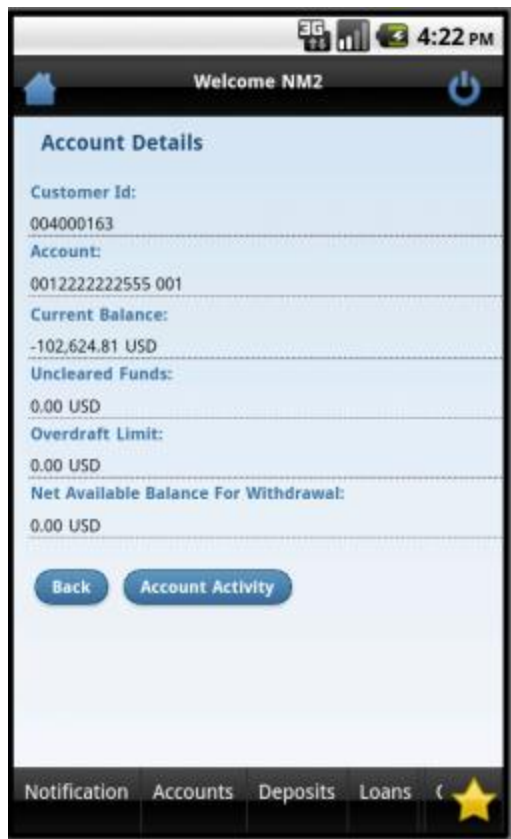 3G 4:22 PM
Welcome NM2
Account Details
Customer Id:
004000163
Account:
0012222222555 001
Current Balance:
-102,624.81 USD
Uncleared Funds:
0.00 USD
Overdraft Limit:
0.00 USD
Net Available Balance For Withdrawal:
0.00 USD
Back Account Activity
Notification Accounts Deposits Loans